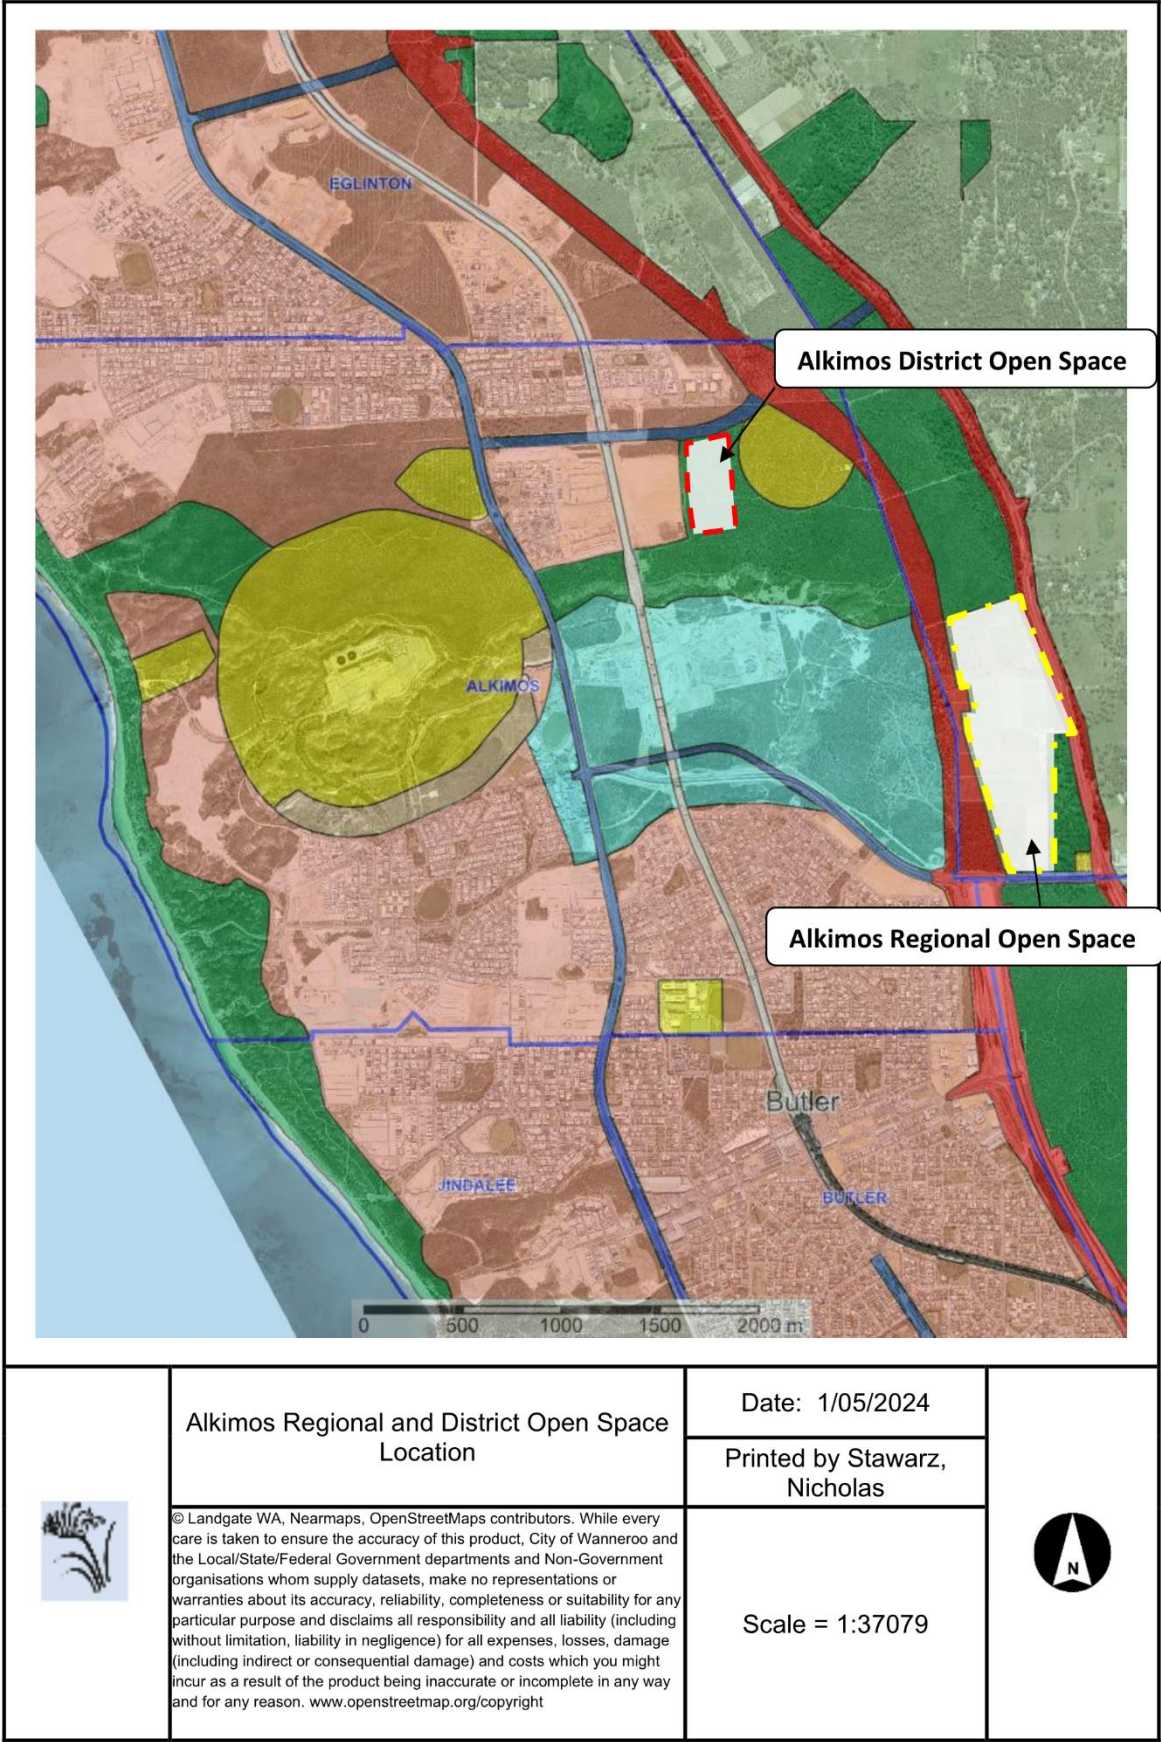 EGLINTON
Alkimos District Open Space
ALKIMOS
Alkimos Regional Open Space
Butler
JINDALEE
BUTLER
0 500 1000 1500 2000 m
Alkimos Regional and District Open Space
Location
Date: 1/05/2024
Printed by Stawarz,
Nicholas
© Landgate WA, Nearmaps, OpenStreetMaps contributors. While every
care is taken to ensure the accuracy of this product, City of Wanneroo and
the Local/State/Federal Government departments and Non-Government
organisations whom supply datasets, make no representations or
warranties about its accuracy, reliability, completeness or suitability for any
particular purpose and disclaims all responsibility and all liability (including
without limitation, liability in negligence) for all expenses, losses, damage
(including indirect or consequential damage) and costs which you might
incur as a result of the product being inaccurate or incomplete in any way
and for any reason. www.openstreetmap.org/copyright
Scale = 1:37079
N